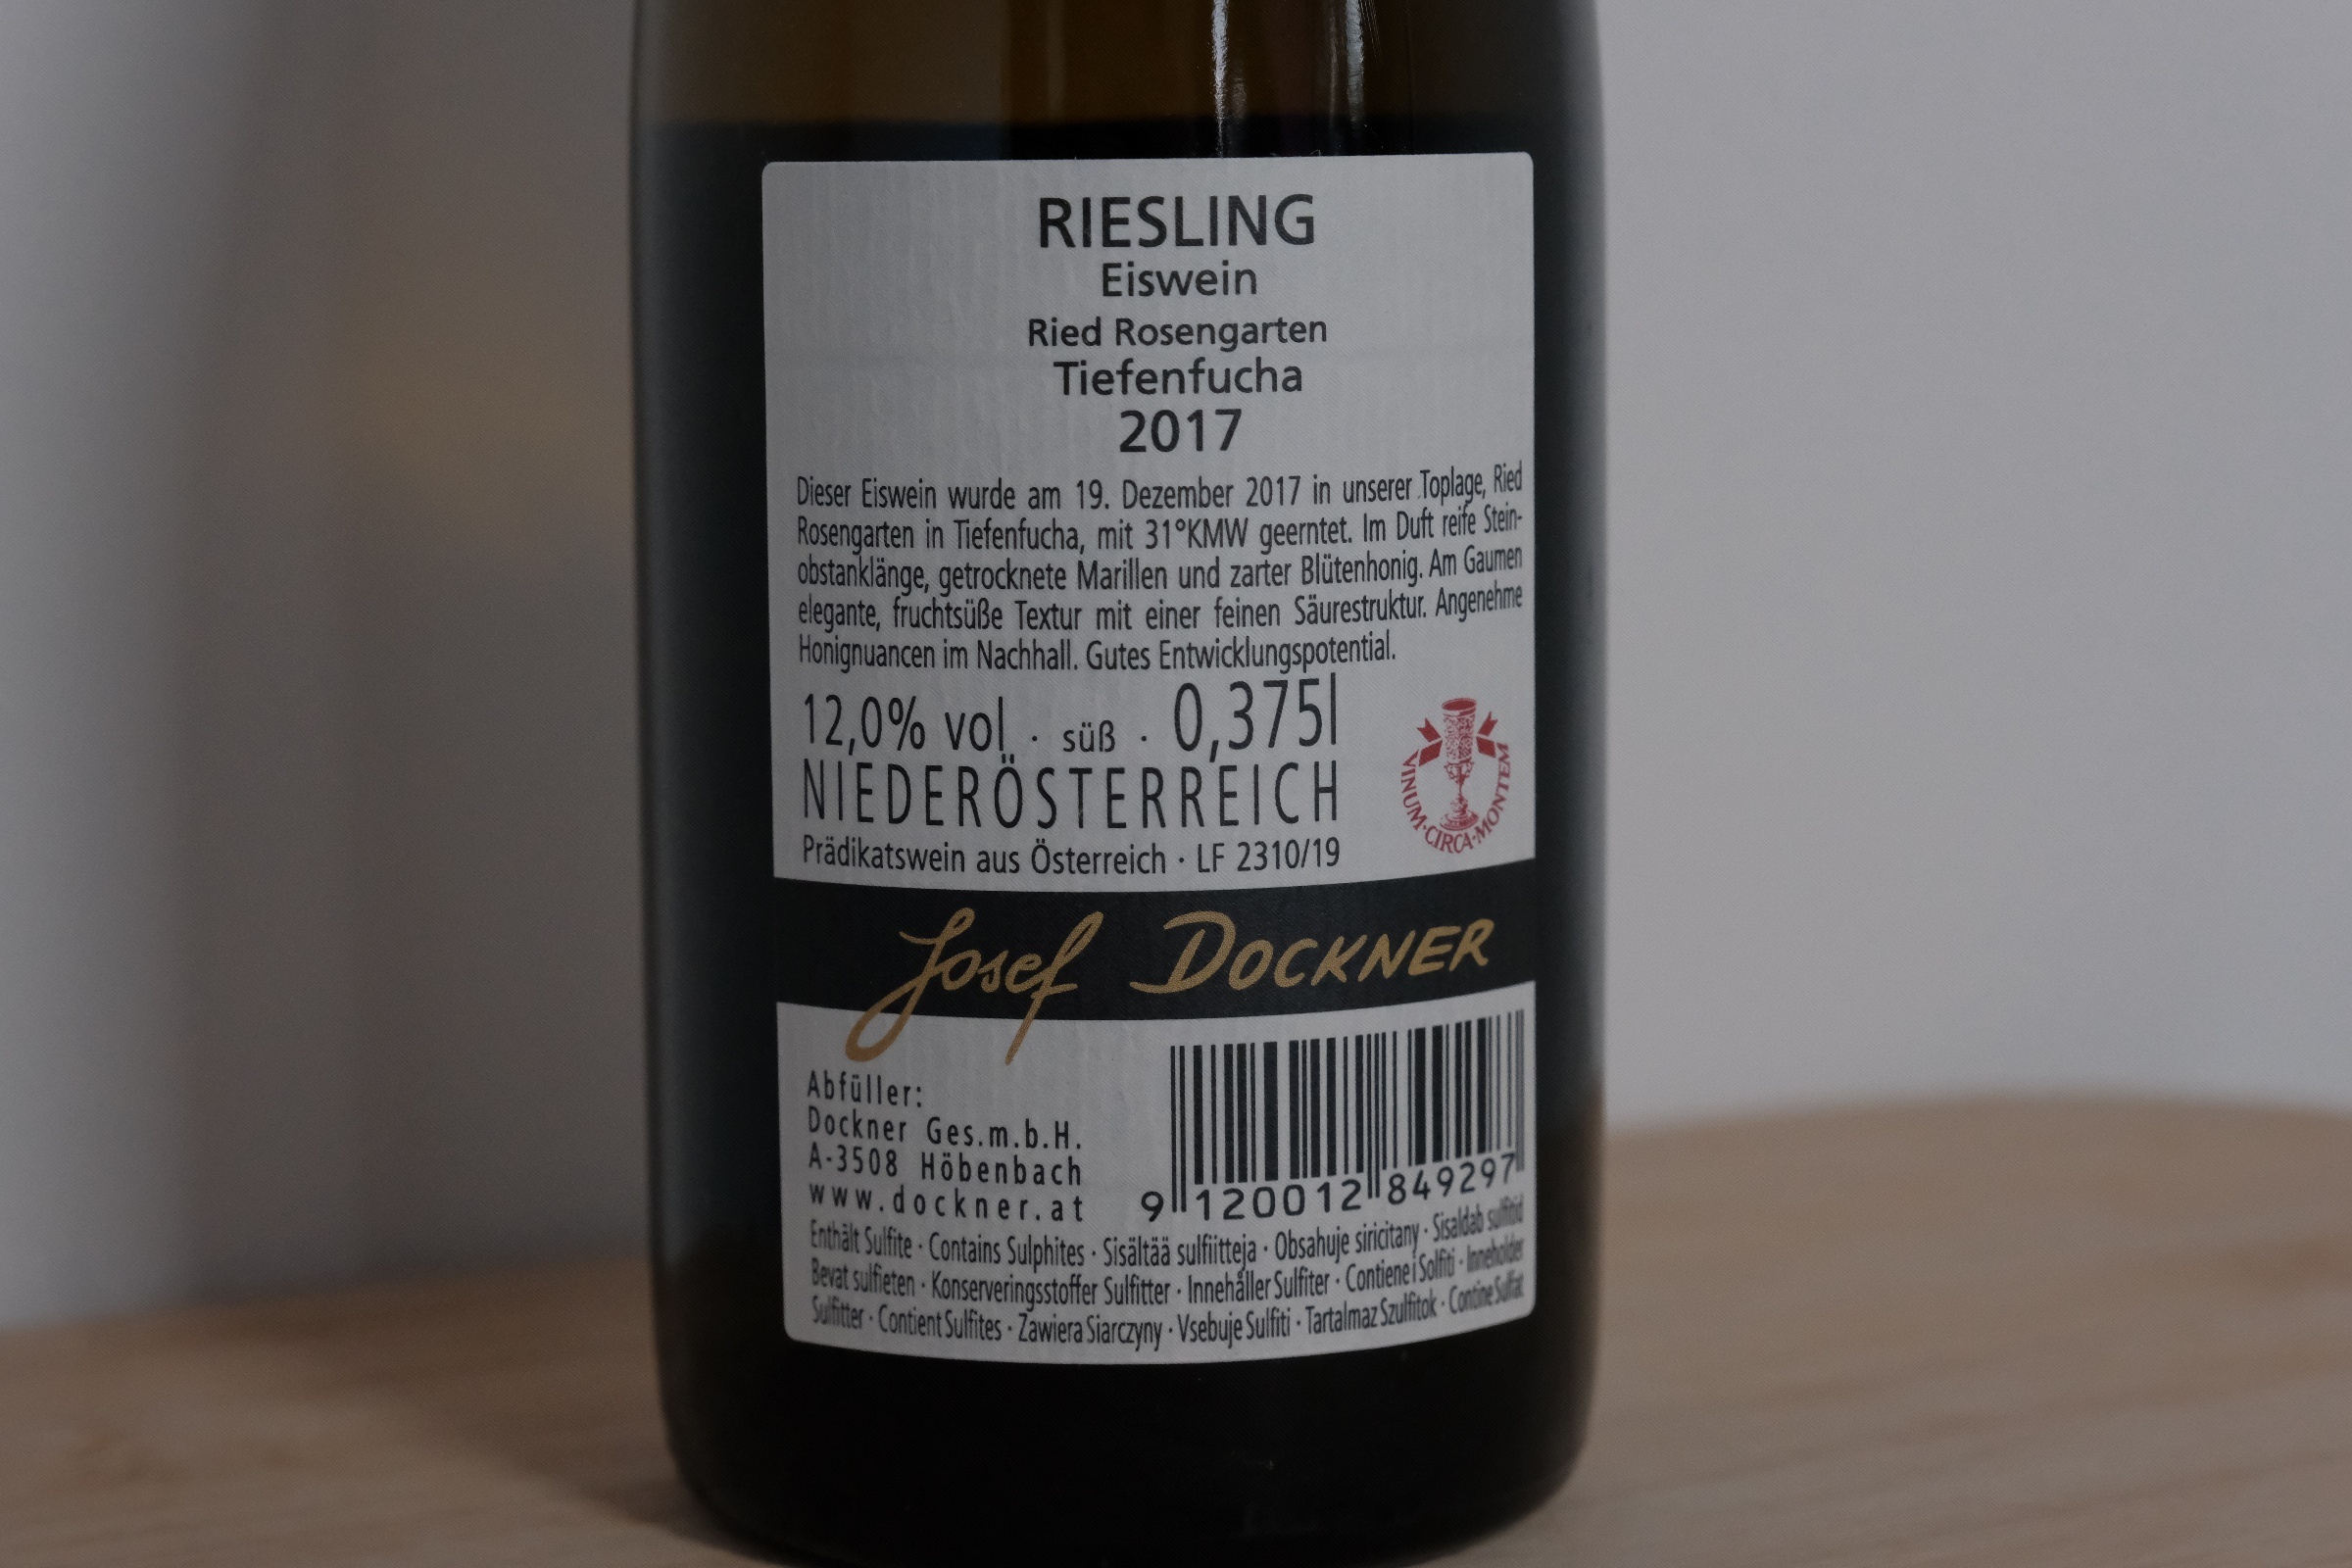 RIESLING
Eiswein
Ried Rosengarten
Tiefenfucha
2017
Dieser Eiswein wurde am 19. Dezember 2017 in unserer Toplage, Ried
Rosengarten in Tiefenfucha, mit 31°KMW geerntet. Im Duft reife Stein-
obstanklänge, getrocknete Marillen und zarter Blütenhonig. Am Gaumen
elegante, fruchtsüße Textur mit einer feinen Säurestruktur. Angenehme
Honignuancen im Nachhall. Gutes Entwicklungspotential.
12,0% vol · süß · 0,375l
NIEDERÖSTERREICH
Prädikatswein aus Österreich · LF 2310/19
VINUM·CIRCA·MONTEM
Josef DOCKNER
Abfüller:
Dockner Ges.m.b.H.
A-3508 Höbenbach
www.dockner.at
9 120012 849297
Enthält Sulfite · Contains Sulphites · Sisältää sulfiitteja · Obsahuje siricitany · Sisaldab sulfitid
Bevat sulfieten · Konserveringsstoffer Sulfitter · Innehåller Sulfiter · Contiene i Solfiti · Inneholder
Sulfitter · Contient Sulfites · Zawiera Siarczyny · Vsebuje Sulfiti · Tartalmaz Szulfitok · Contine Sulfat